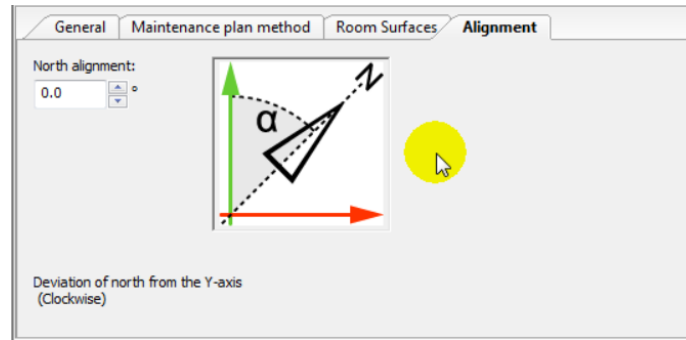 General
Maintenance plan method
Room Surfaces
Alignment
North alignment:
0.0 °
α
N
Deviation of north from the Y-axis
(Clockwise)